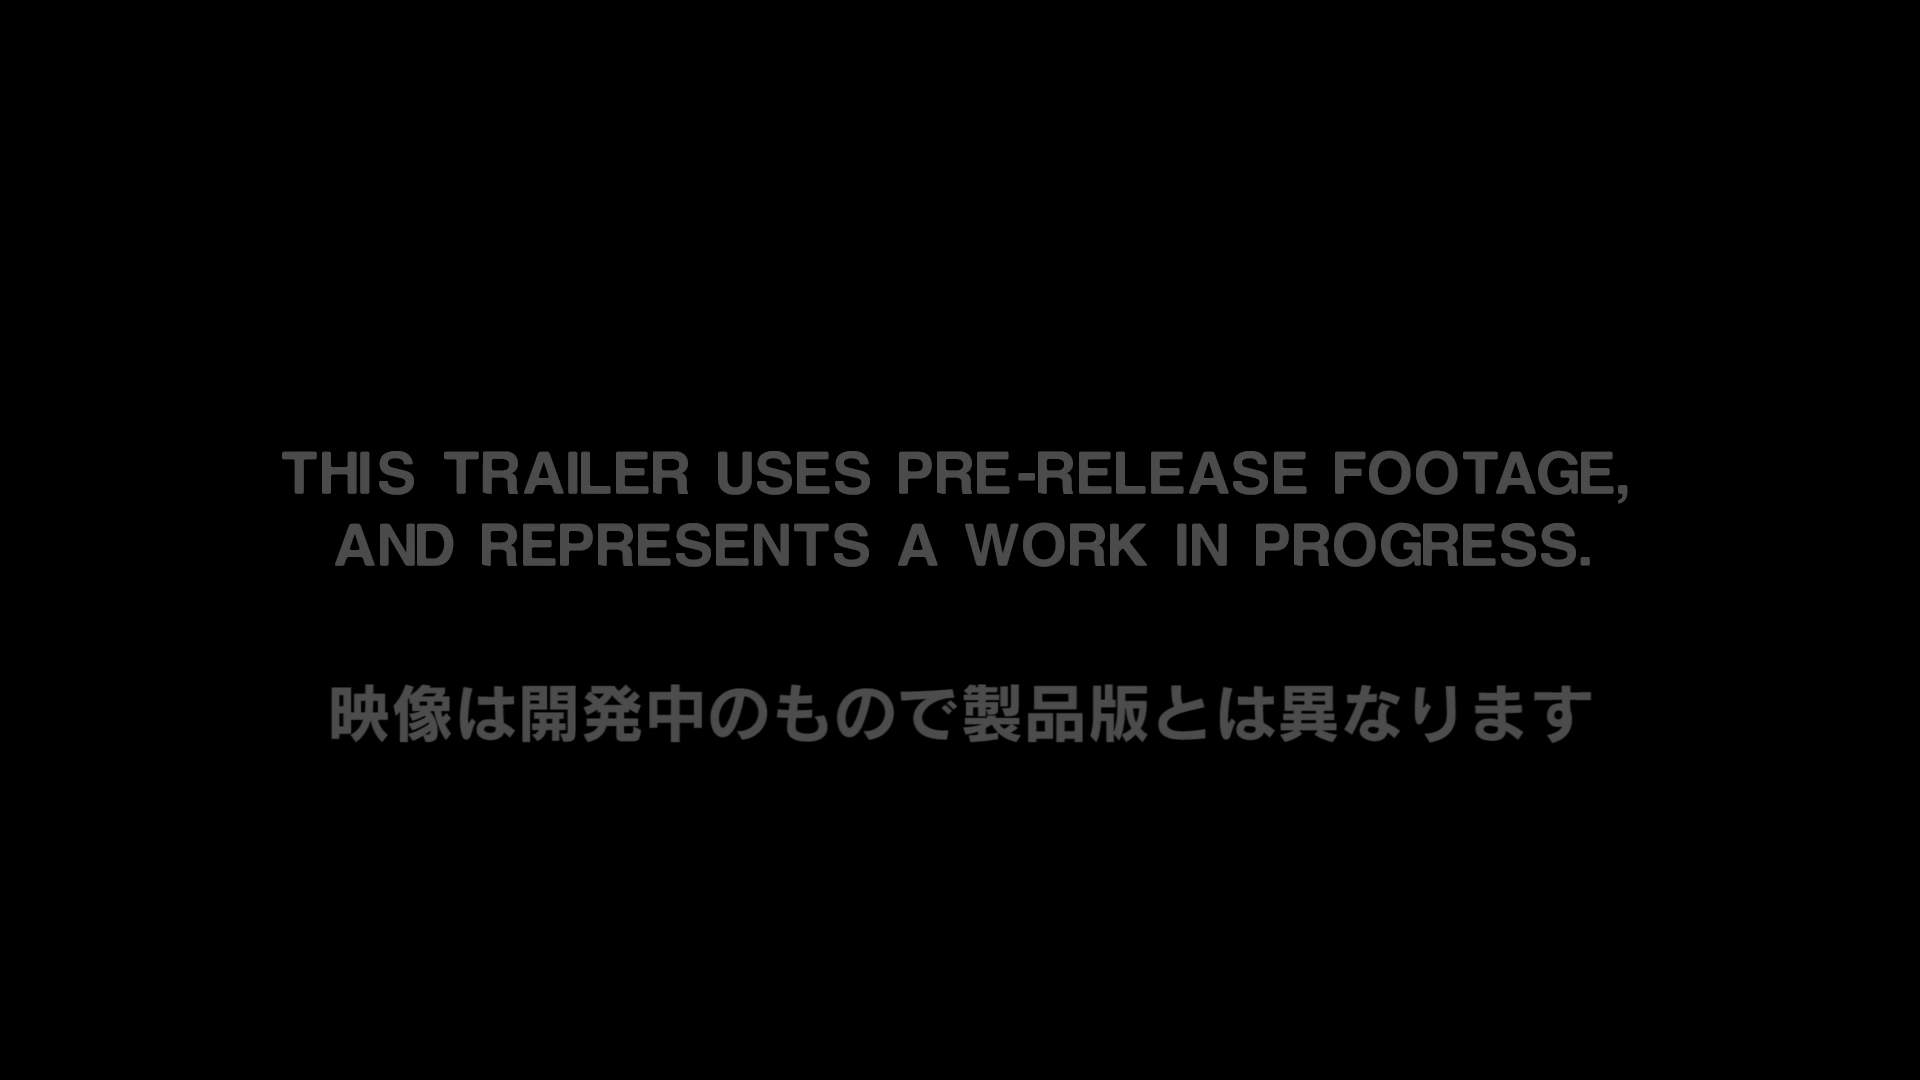 THIS TRAILER USES PRE-RELEASE FOOTAGE,
AND REPRESENTS A WORK IN PROGRESS.
映像は開発中のもので製品版とは異なります